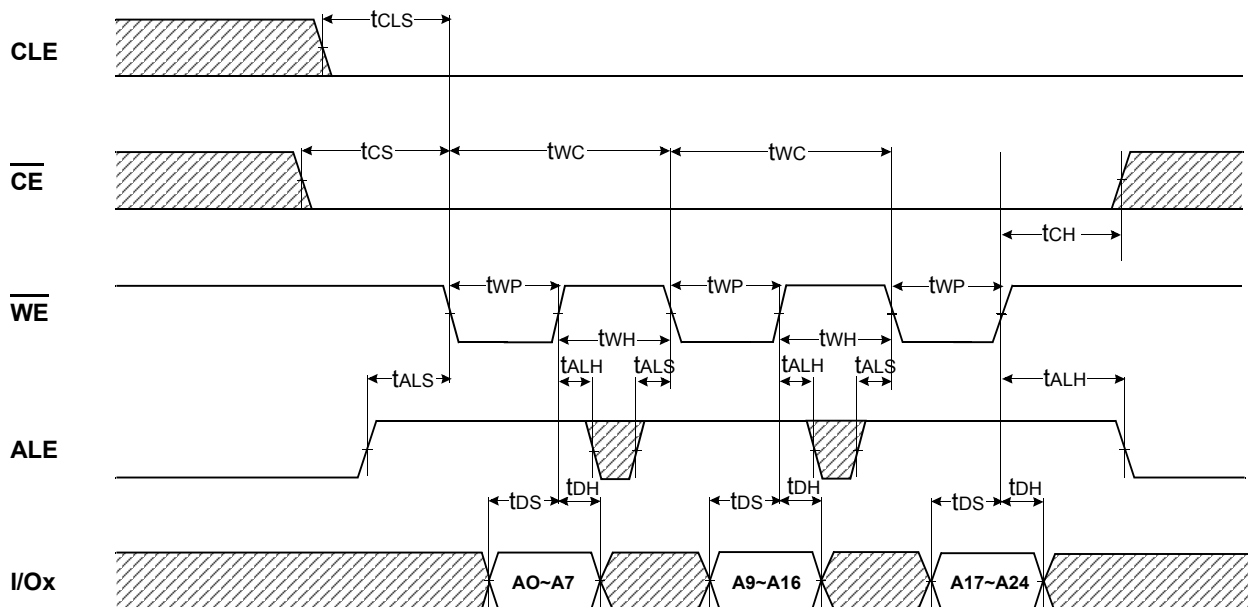 CLE
tCLS
CE
tCS
tWC
tWC
tCH
WE
tWP
tWP
tWP
tWH
tWH
tALS
tALH
tALS
tALH
tALS
tALH
ALE
tDS
tDH
tDS
tDH
tDS
tDH
I/Ox
AO~A7
A9~A16
A17~A24